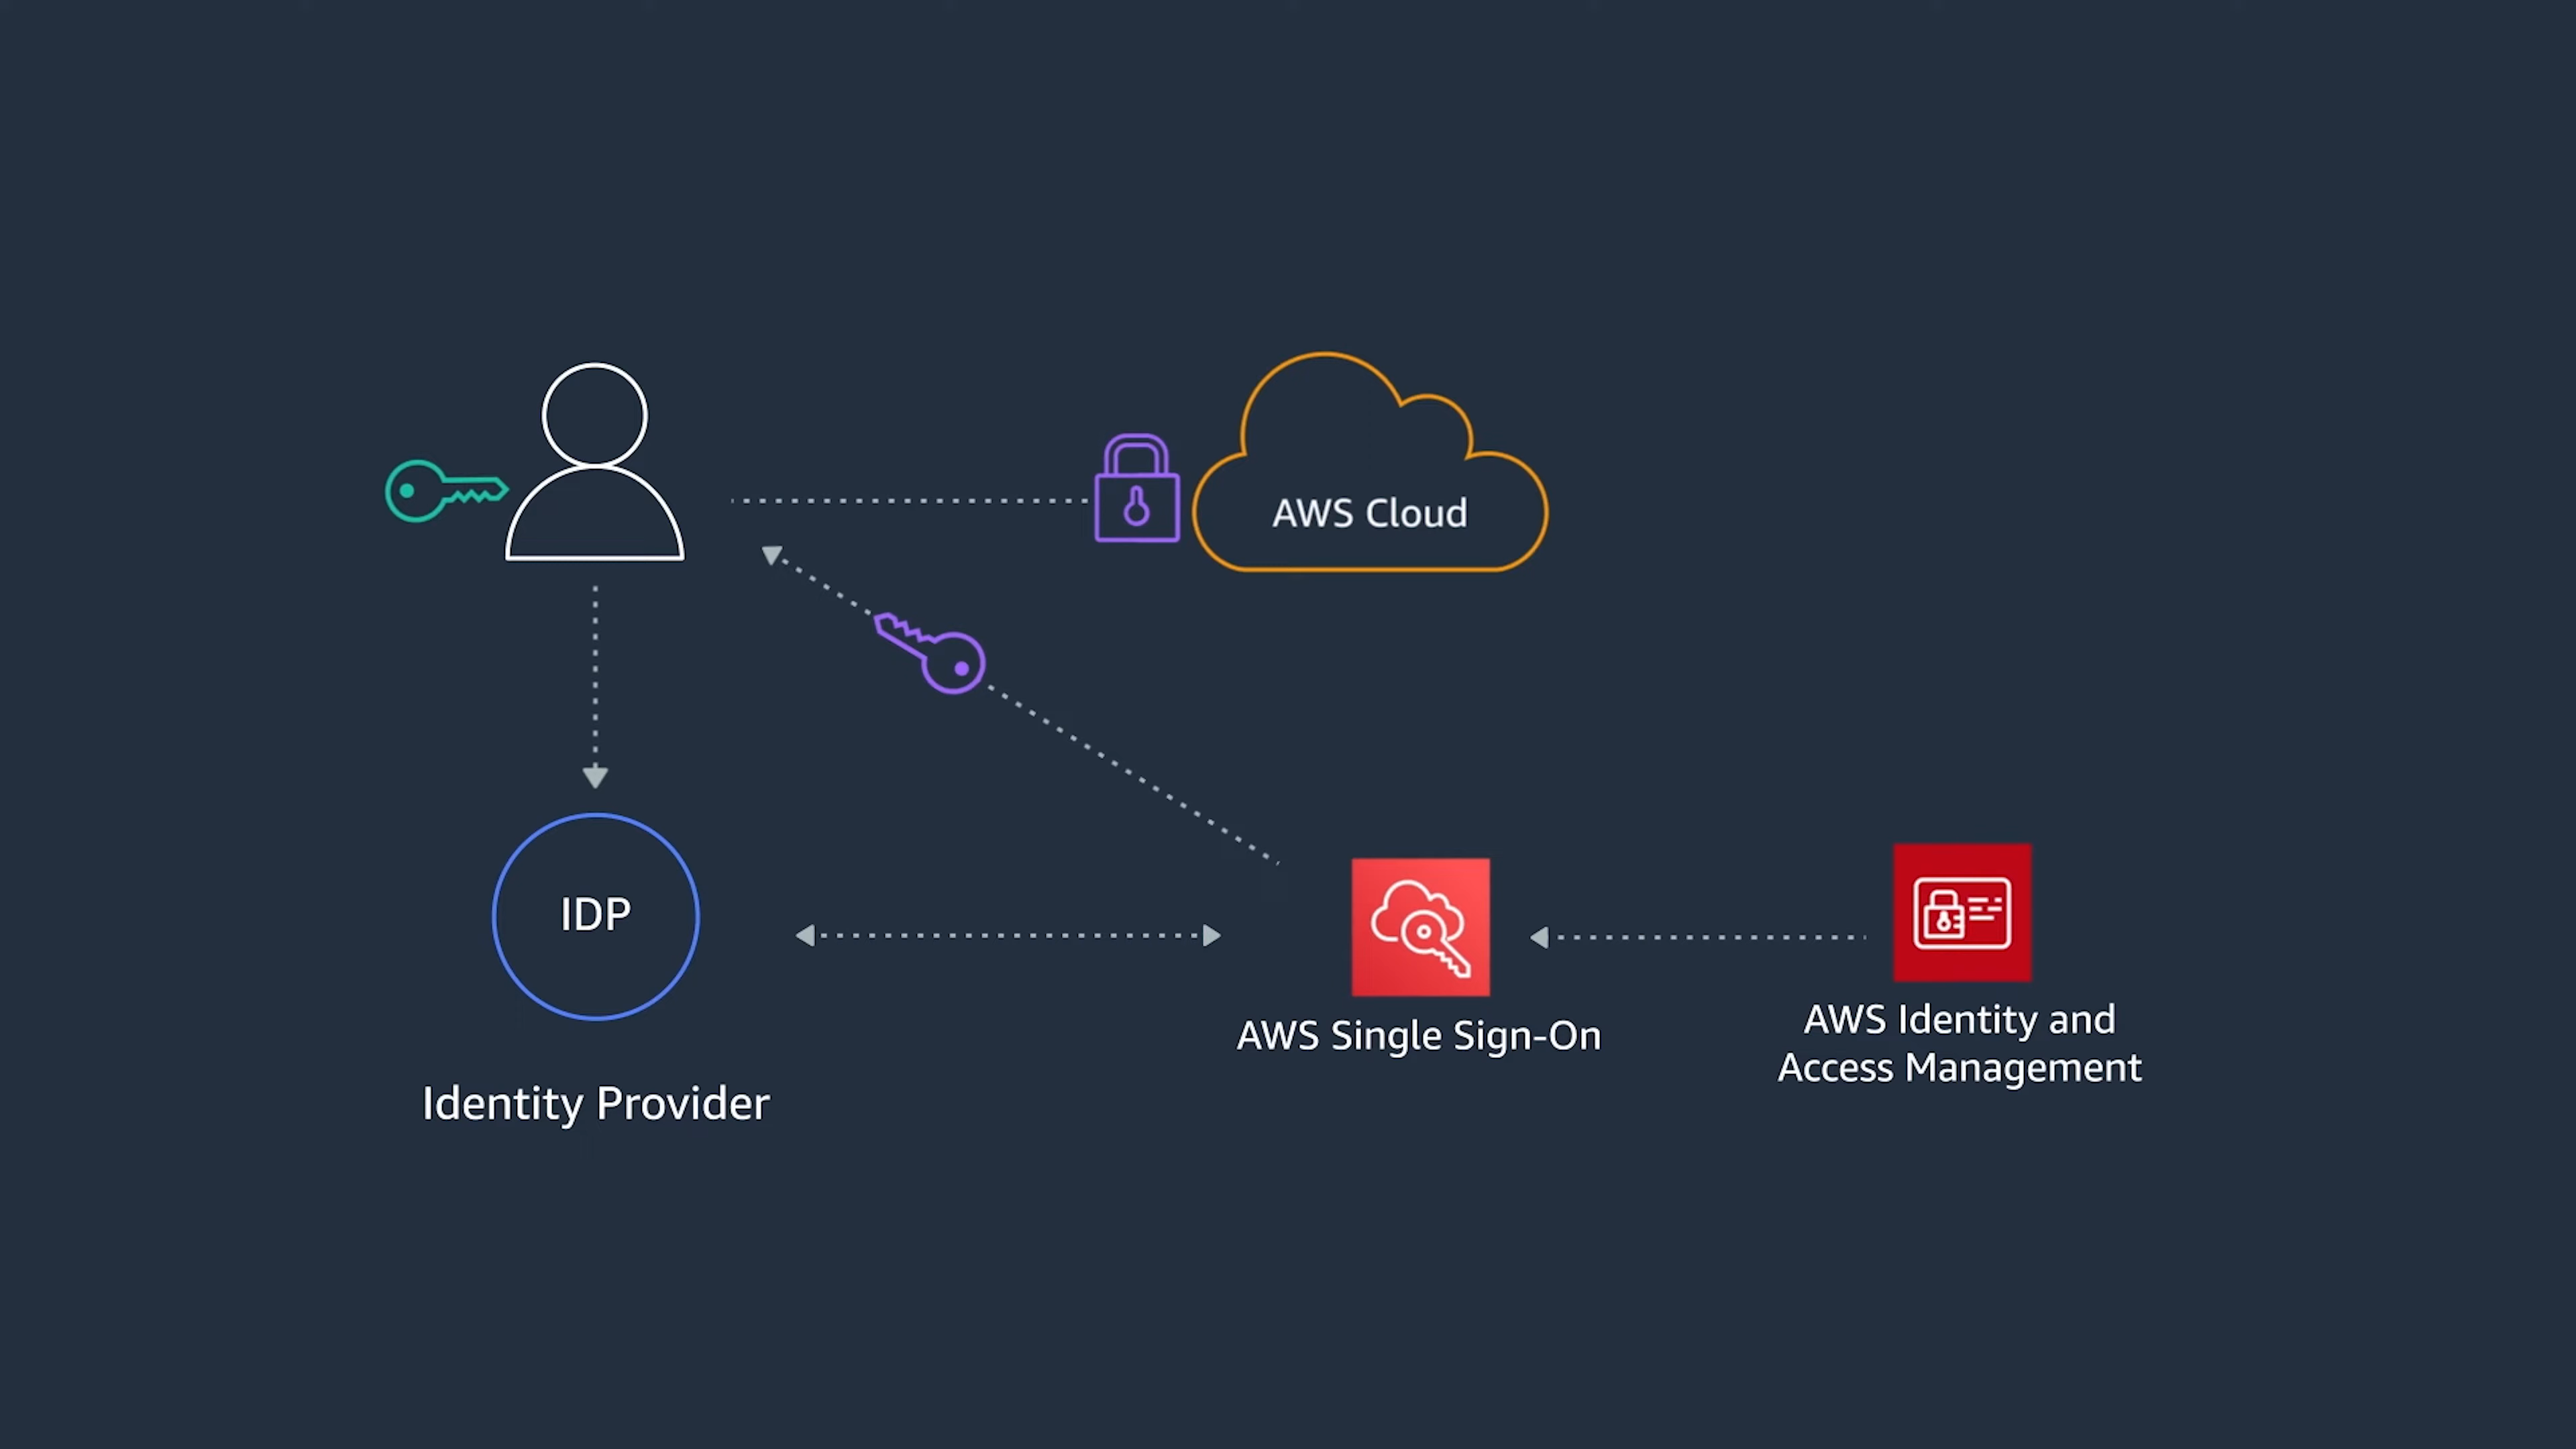 AWS Cloud
IDP
Identity Provider
AWS Single Sign-On
AWS Identity and
Access Management